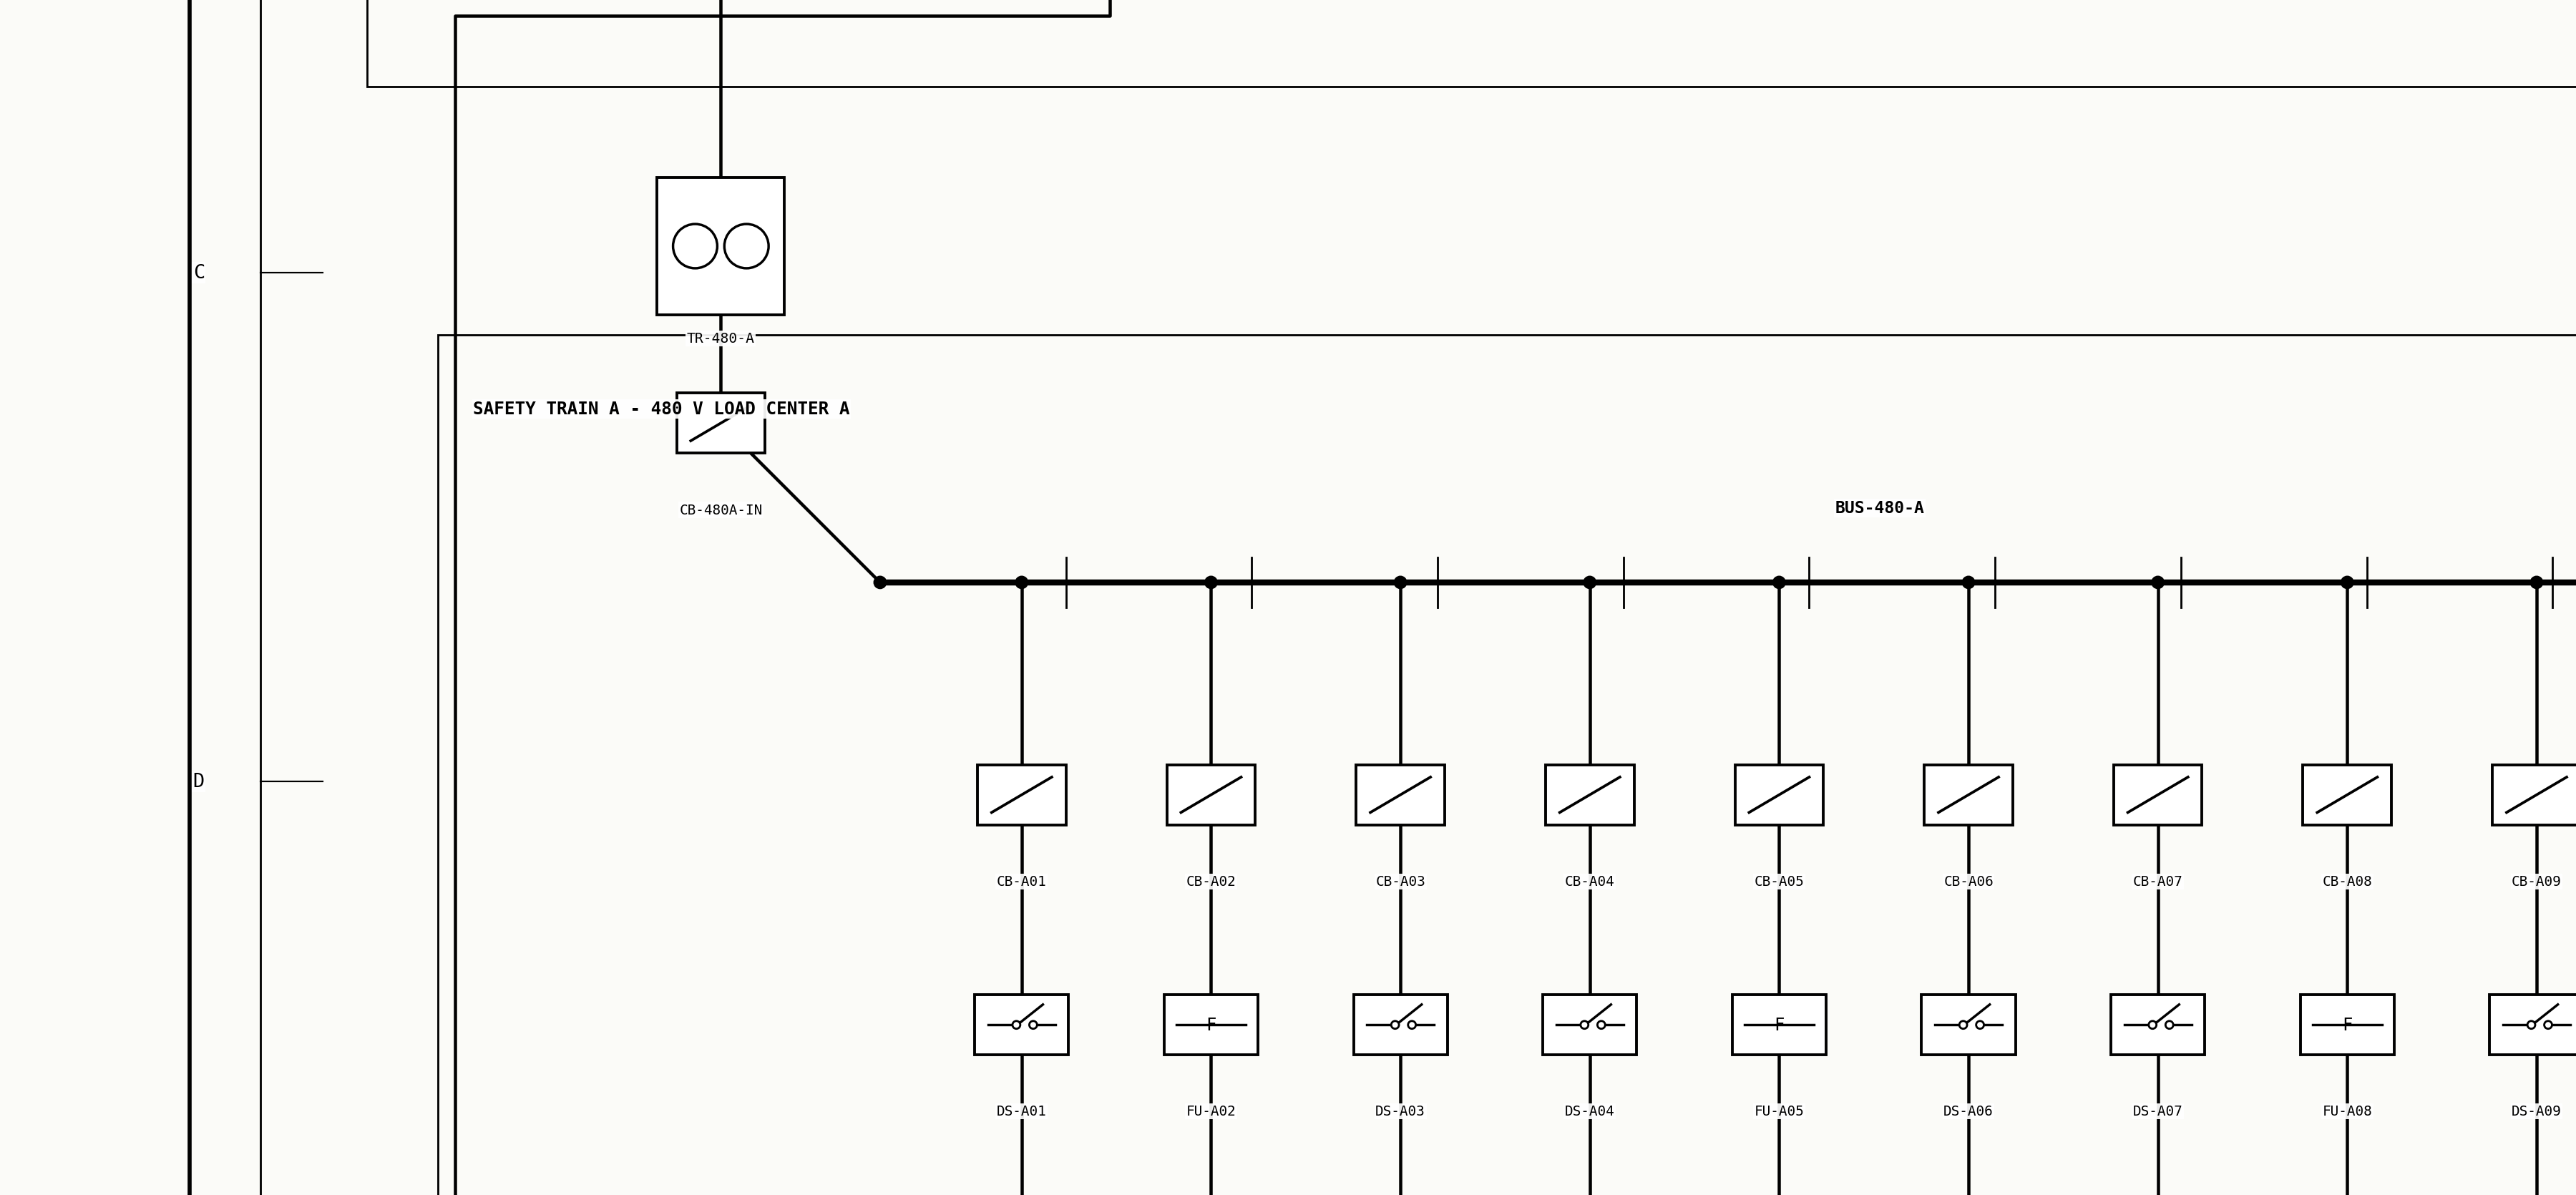 C
TR-480-A
SAFETY TRAIN A - 480 V LOAD CENTER A
CB-480A-IN
BUS-480-A
D
CB-A01 CB-A02 CB-A03 CB-A04 CB-A05 CB-A06 CB-A07 CB-A08 CB-A09
F F F
DS-A01 FU-A02 DS-A03 DS-A04 FU-A05 DS-A06 DS-A07 FU-A08 DS-A09